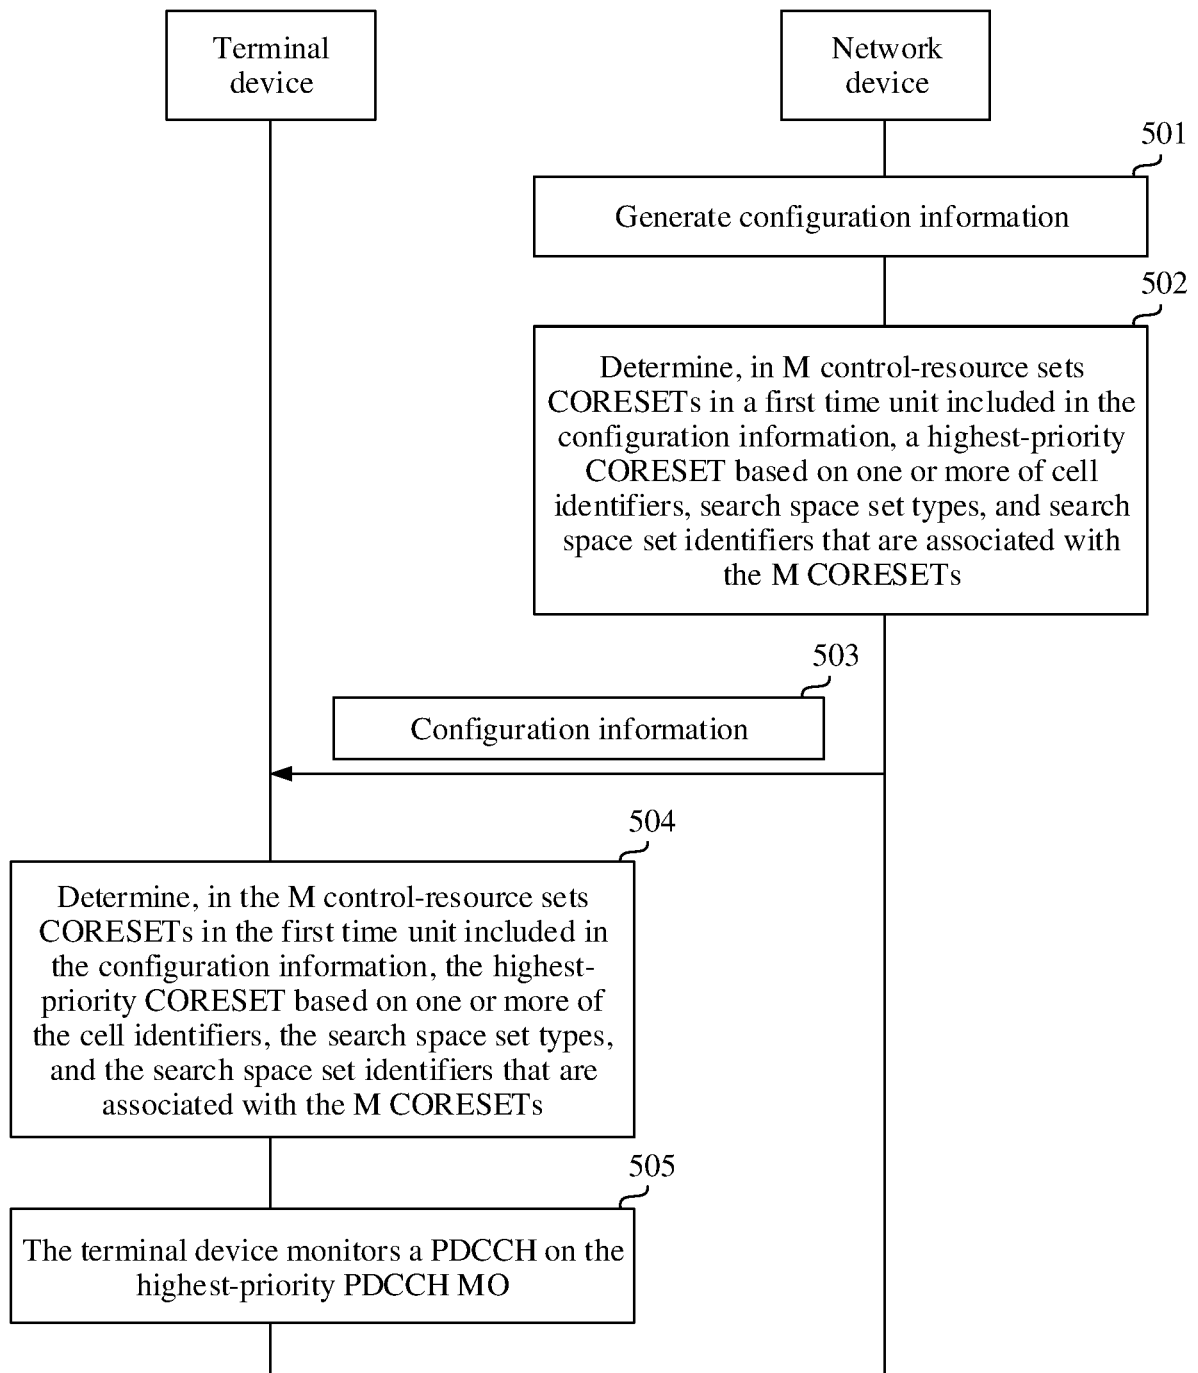 Terminal
device
Network
device
501
Generate configuration information
502
Determine, in M control-resource sets
CORESETs in a first time unit included in the
configuration information, a highest-priority
CORESET based on one or more of cell
identifiers, search space set types, and search
space set identifiers that are associated with
the M CORESETs
503
Configuration information
504
Determine, in the M control-resource sets
CORESETs in the first time unit included in
the configuration information, the highest-
priority CORESET based on one or more of
the cell identifiers, the search space set types,
and the search space set identifiers that are
associated with the M CORESETs
505
The terminal device monitors a PDCCH on the
highest-priority PDCCH MO